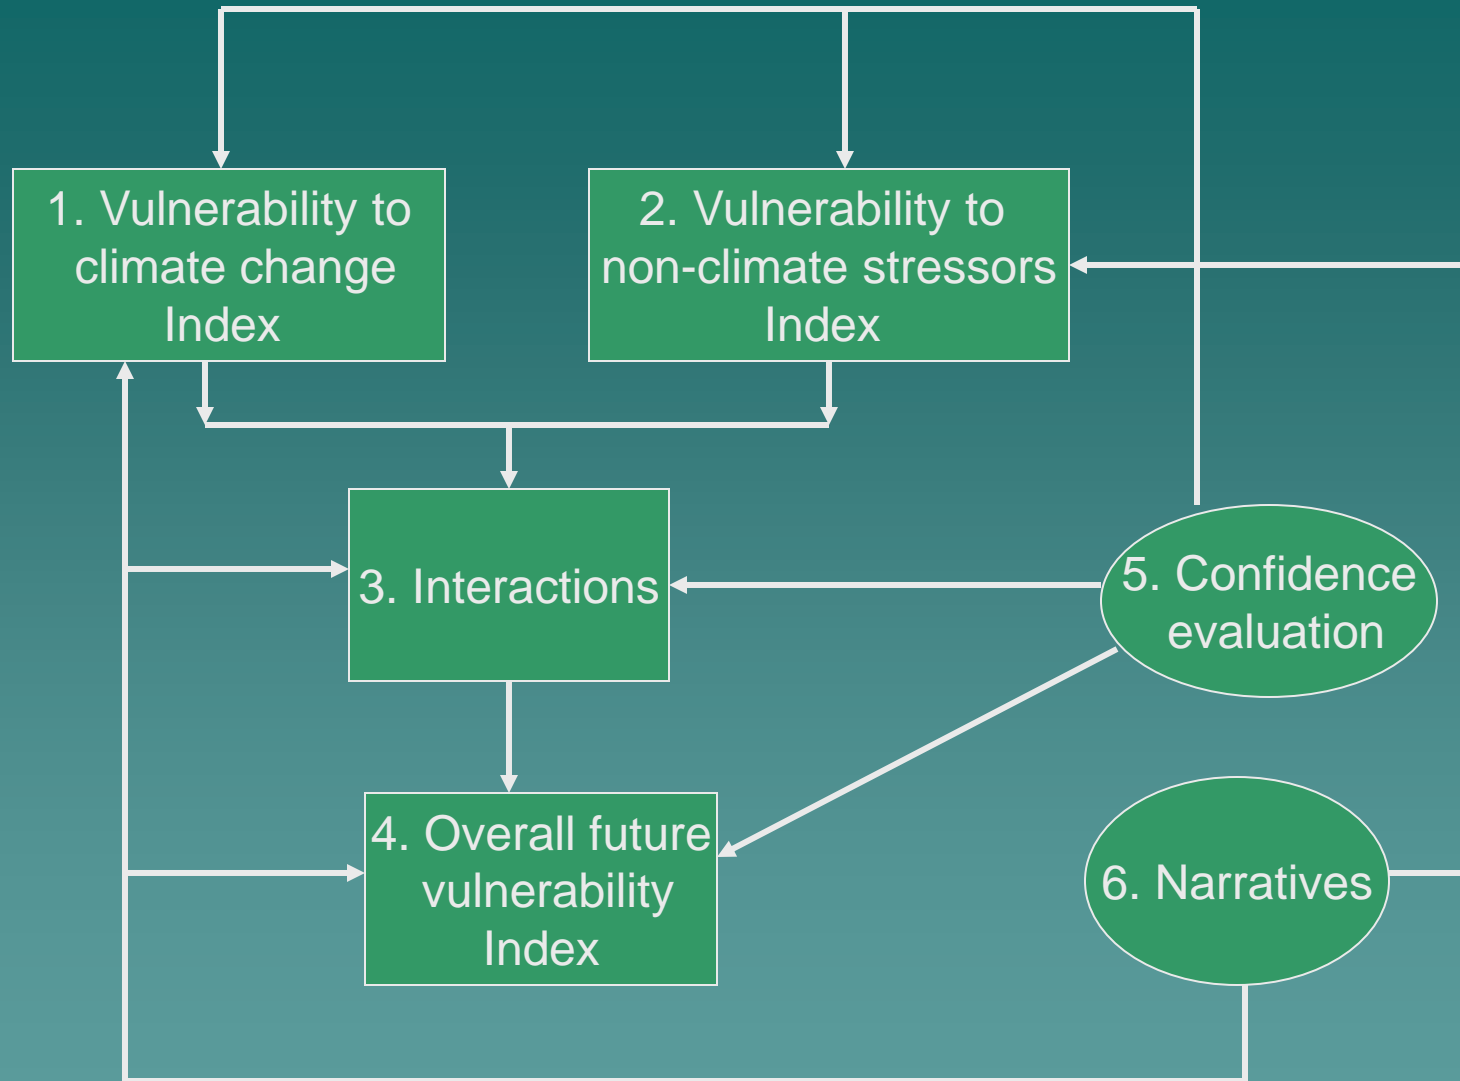 1. Vulnerability to
climate change
Index
2. Vulnerability to
non-climate stressors
Index
3. Interactions
5. Confidence
evaluation
4. Overall future
vulnerability
Index
6. Narratives